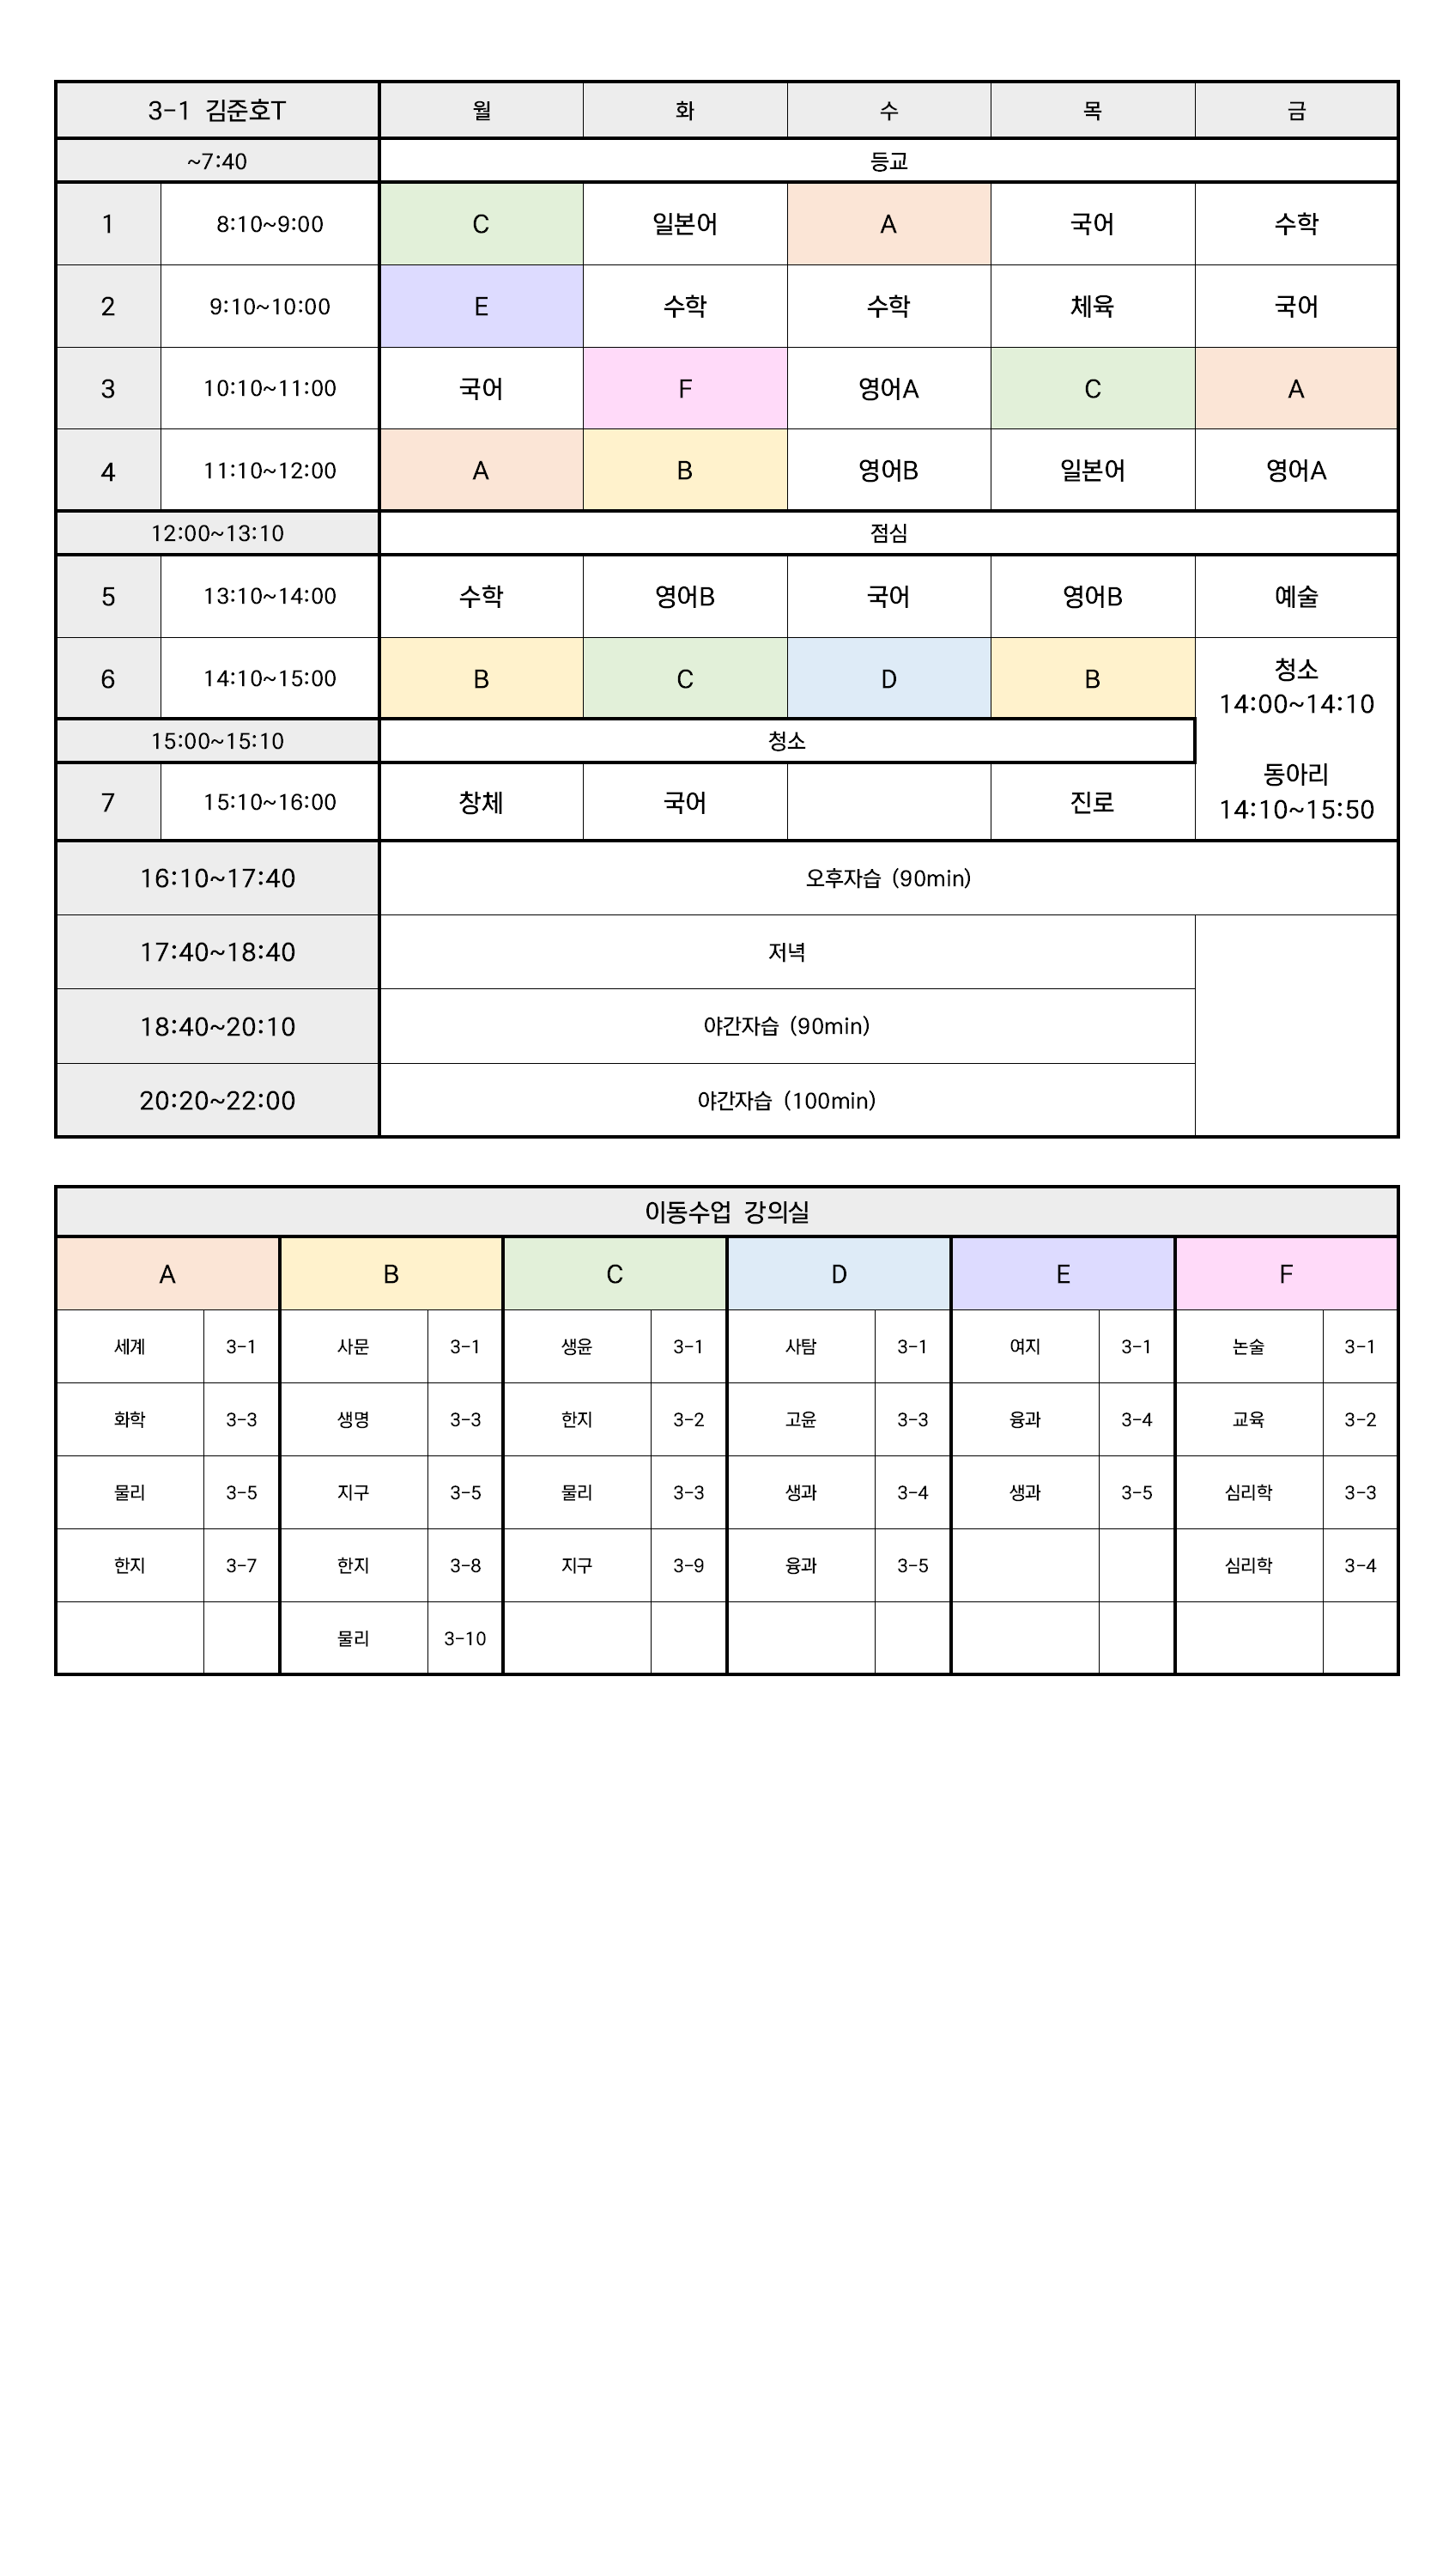 3-1 김준호T 월 화 수 목 금
~7:40 등교
1 8:10~9:00 C 일본어 A 국어 수학
2 9:10~10:00 E 수학 수학 체육 국어
3 10:10~11:00 국어 F 영어A C A
4 11:10~12:00 A B 영어B 일본어 영어A
12:00~13:10 점심
5 13:10~14:00 수학 영어B 국어 영어B 예술
6 14:10~15:00 B C D B 청소
14:00~14:10
15:00~15:10 청소
동아리
14:10~15:50
7 15:10~16:00 창체 국어 진로
16:10~17:40 오후자습 (90min)
17:40~18:40 저녁
18:40~20:10 야간자습 (90min)
20:20~22:00 야간자습 (100min)
이동수업 강의실
A B C D E F
세계 3-1 사문 3-1 생윤 3-1 사탐 3-1 여지 3-1 논술 3-1
화학 3-3 생명 3-3 한지 3-2 고윤 3-3 융과 3-4 교육 3-2
물리 3-5 지구 3-5 물리 3-3 생과 3-4 생과 3-5 심리학 3-3
한지 3-7 한지 3-8 지구 3-9 융과 3-5 심리학 3-4
물리 3-10